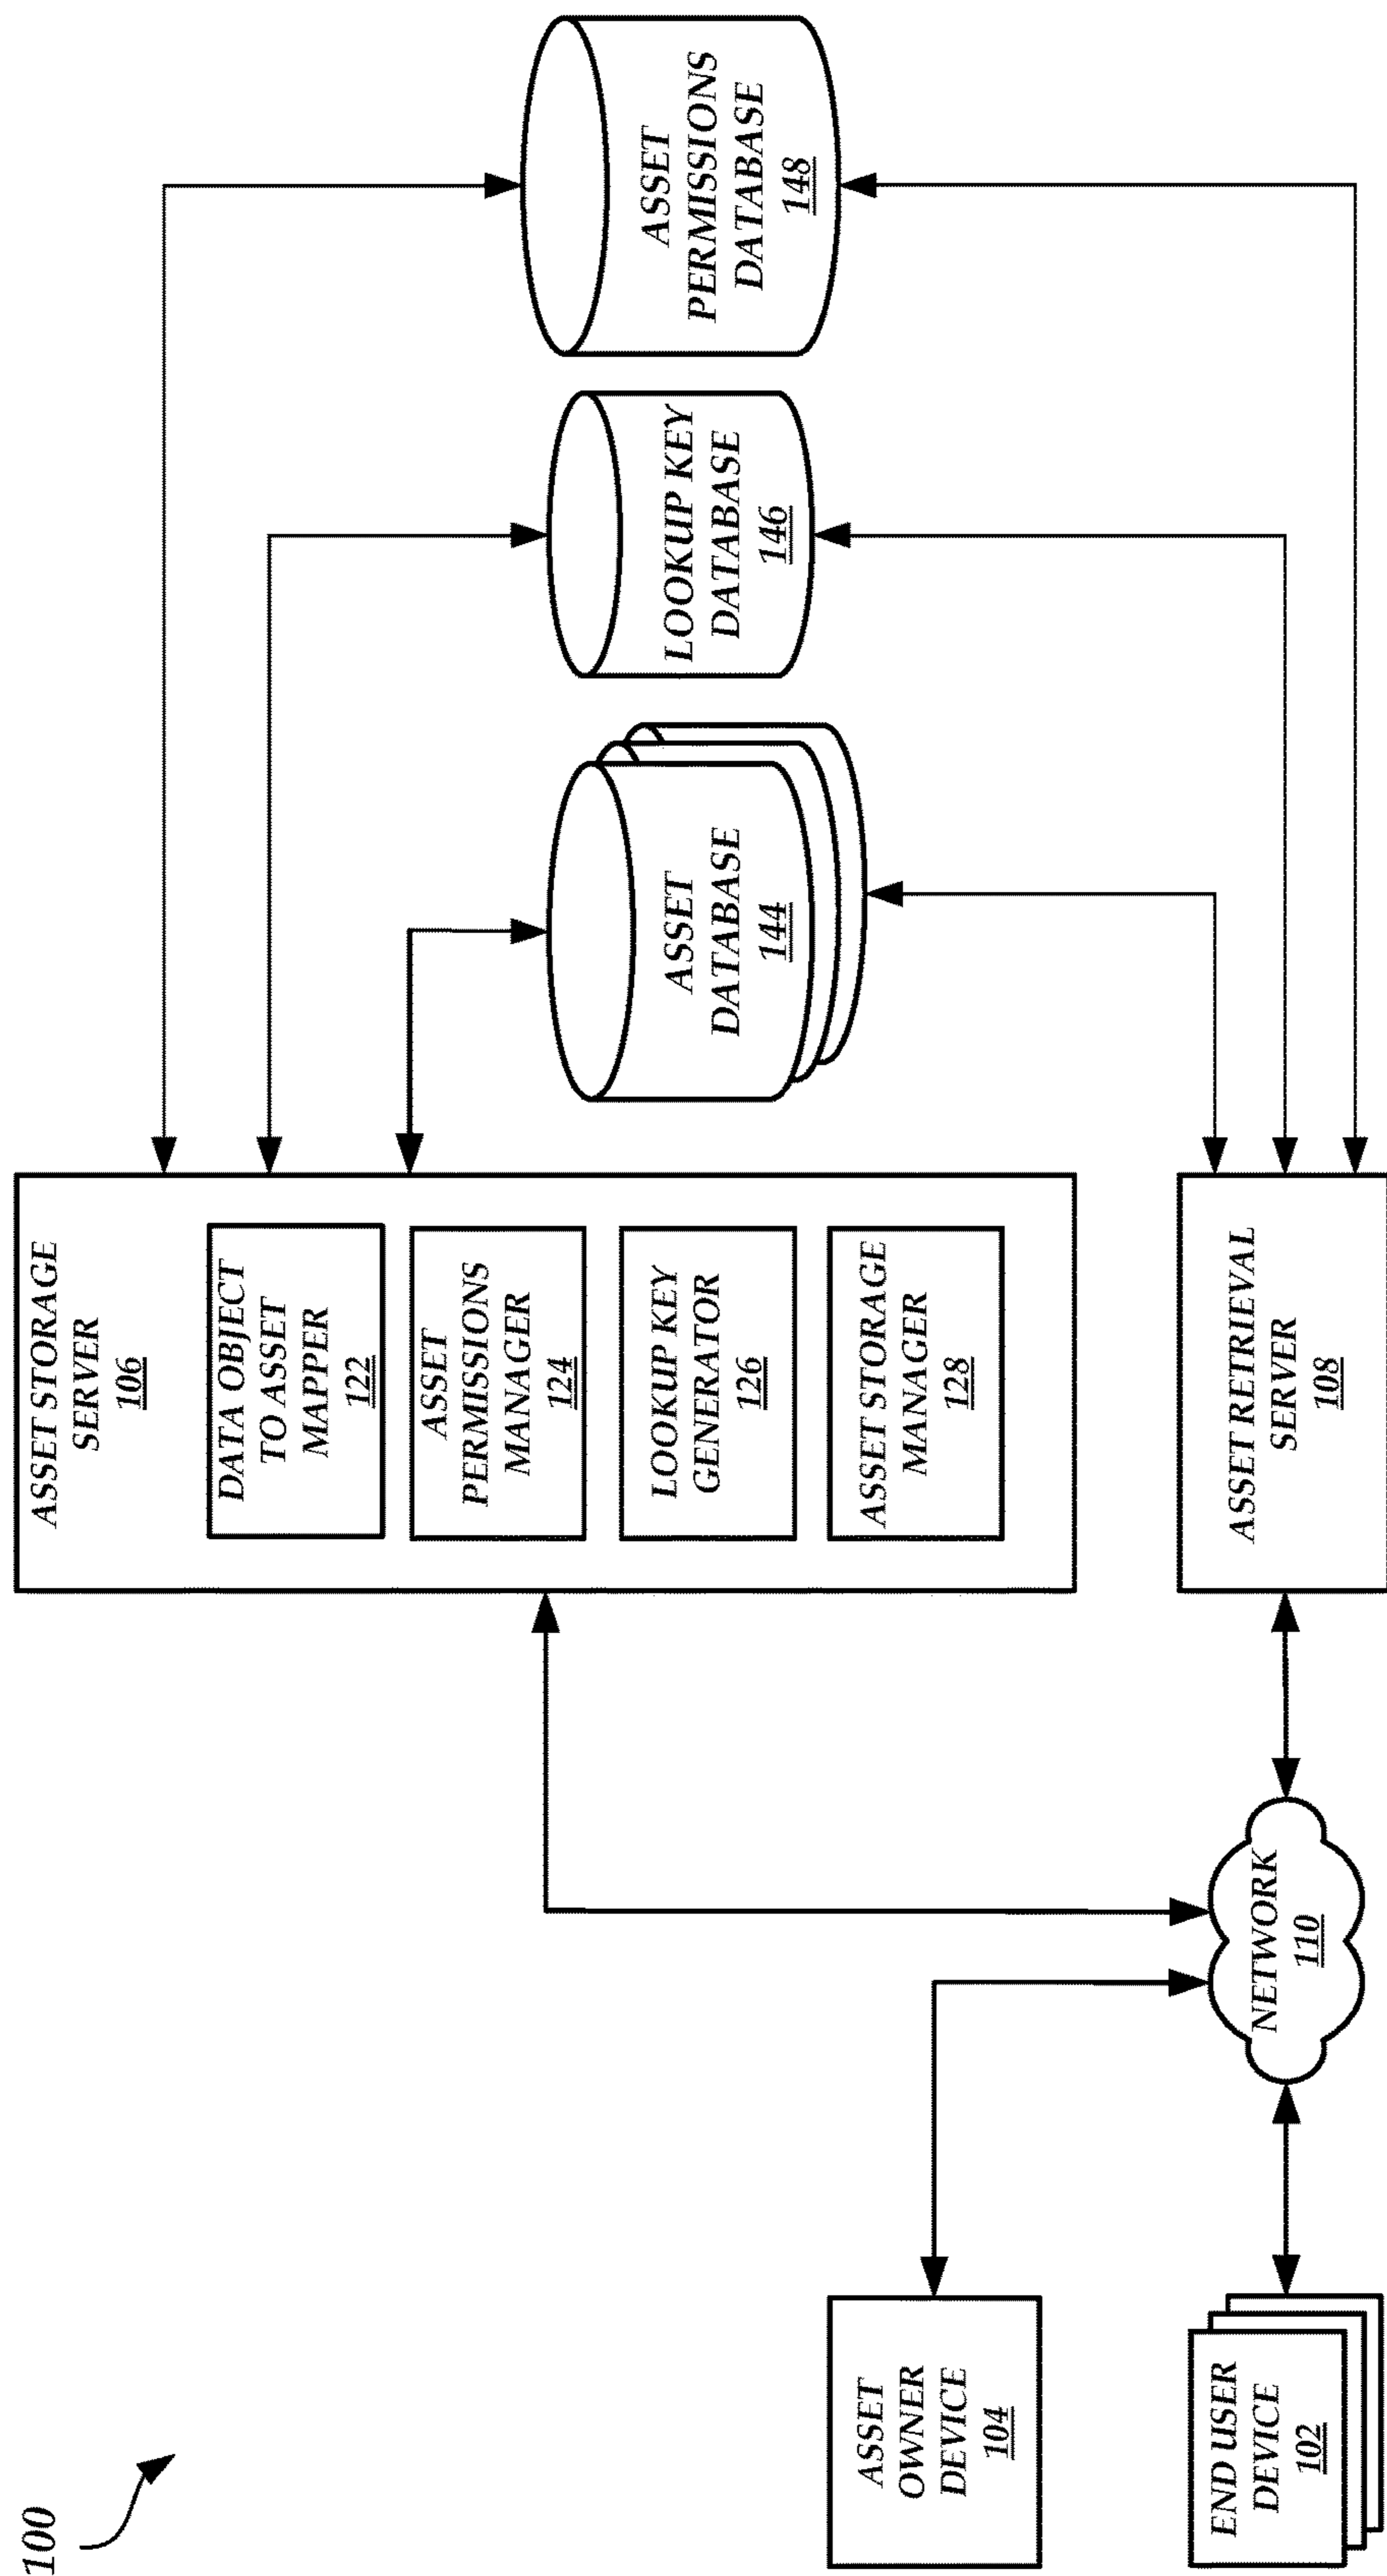 100
ASSET STORAGE
SERVER
106
DATA OBJECT
TO ASSET
MAPPER
122
ASSET
PERMISSIONS
MANAGER
124
LOOKUP KEY
GENERATOR
126
ASSET STORAGE
MANAGER
128
ASSET
DATABASE
144
LOOKUP KEY
DATABASE
146
ASSET
PERMISSIONS
DATABASE
148
ASSET
OWNER
DEVICE
104
END USER
DEVICE
102
NETWORK
110
ASSET RETRIEVAL
SERVER
108